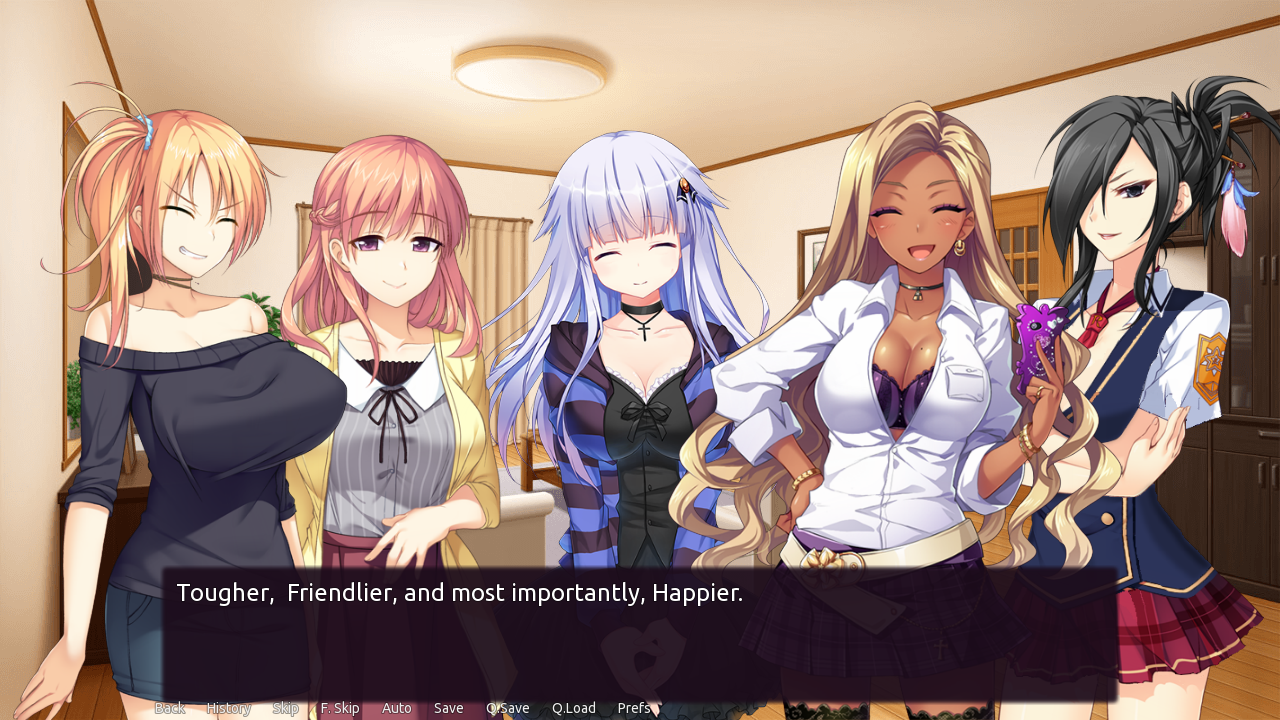 Tougher,  Friendlier, and most importantly, Happier.
Back History Skip F. Skip Auto Save Q.Save Q.Load Prefs